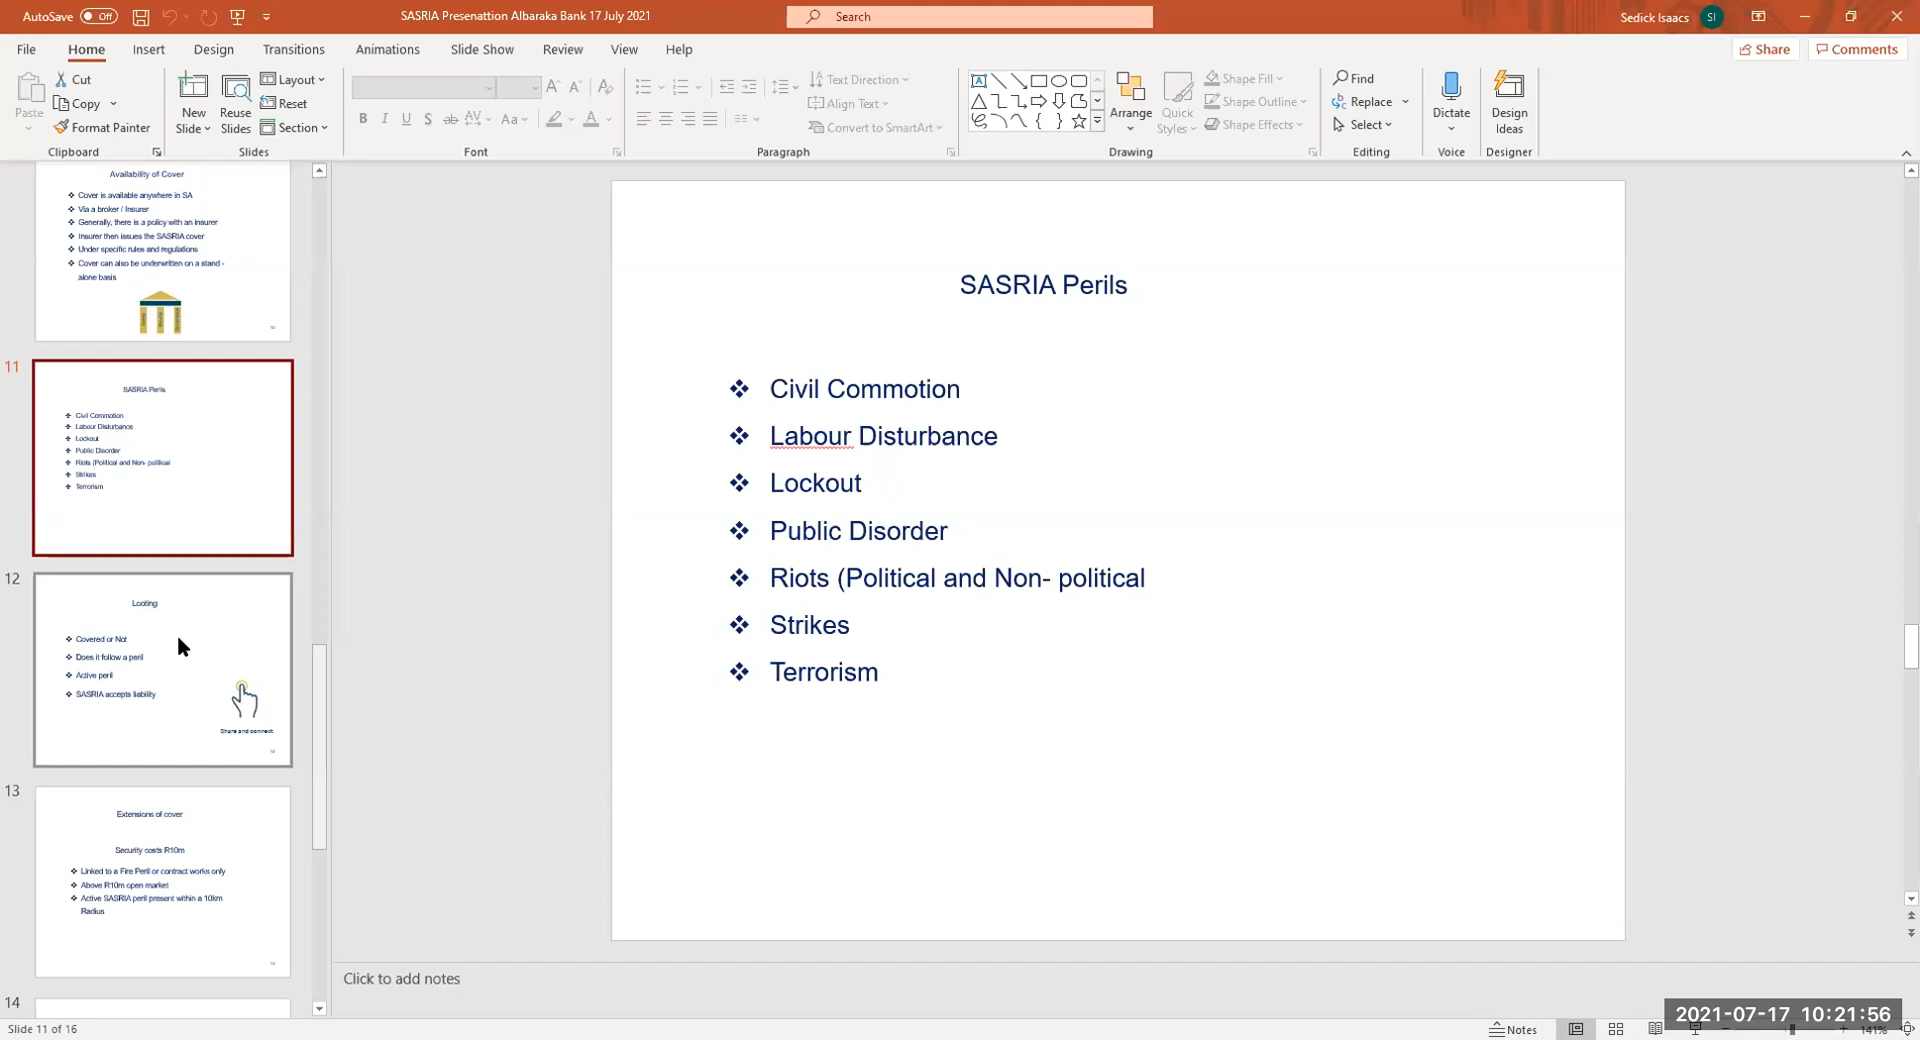 AutoSave Off
SASRIA Presenattion Albaraka Bank 17 July 2021
Search
Sedick Isaacs SI
File Home Insert Design Transitions Animations Slide Show Review View Help
Share Comments
Paste
Cut
Copy
Format Painter
Clipboard
New Slide
Reuse Slides
Layout
Reset
Section
Slides
B I U S ab AV Aa A
Font
Text Direction
Align Text
Convert to SmartArt
Paragraph
Arrange
Quick Styles
Shape Fill
Shape Outline
Shape Effects
Drawing
Find
Replace
Select
Editing
Dictate
Voice
Design Ideas
Designer
Availability of Cover
Cover is available anywhere in SA
Via a broker / Insurer
Generally, there is a policy with an insurer
Insurer then issues the SASRIA cover
Under specific rules and regulations
Cover can also be underwritten on a stand -
alone basis
11
SASRIA Perils
Civil Commotion
Labour Disturbance
Lockout
Public Disorder
Riots (Political and Non- political
Strikes
Terrorism
12
Looting
Covered or Not
Does it follow a peril
Active peril
SASRIA accepts liability
Share and connect
13
Extensions of cover
Security costs R10m
Linked to a Fire Peril or contract works only
Above R10m open market
Active SASRIA peril present within a 10km
Radius
14
SASRIA Perils
Civil Commotion
Labour Disturbance
Lockout
Public Disorder
Riots (Political and Non- political
Strikes
Terrorism
Click to add notes
Slide 11 of 16
Notes
2021-07-17 10:21:56
141%